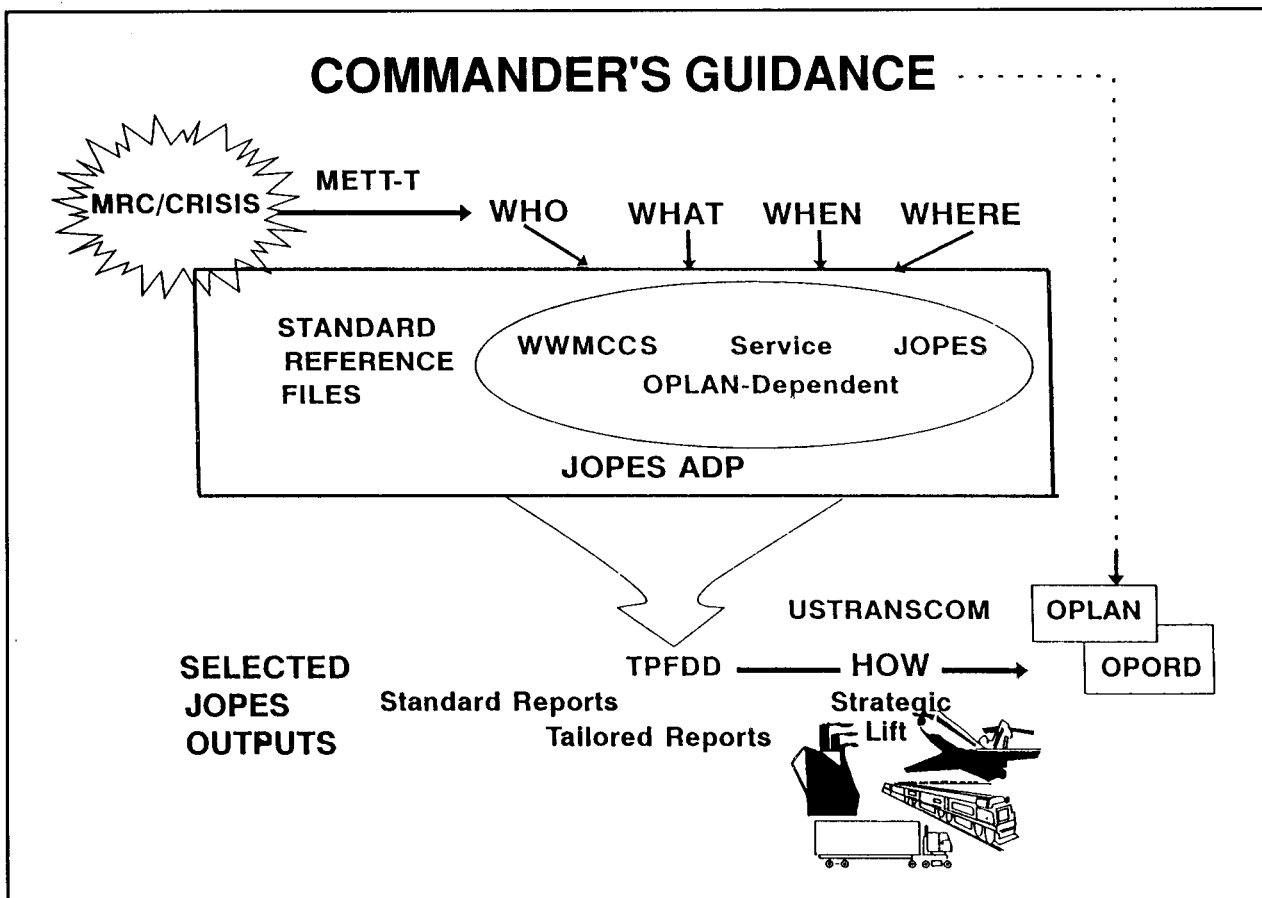 COMMANDER'S GUIDANCE
MRC/CRISIS
METT-T
WHO WHAT WHEN WHERE
STANDARD
REFERENCE
FILES
WWMCCS Service JOPES
OPLAN-Dependent
JOPES ADP
USTRANSCOM
OPLAN
OPORD
SELECTED
JOPES
OUTPUTS
TPFDD HOW
Standard Reports
Tailored Reports
Strategic
Lift